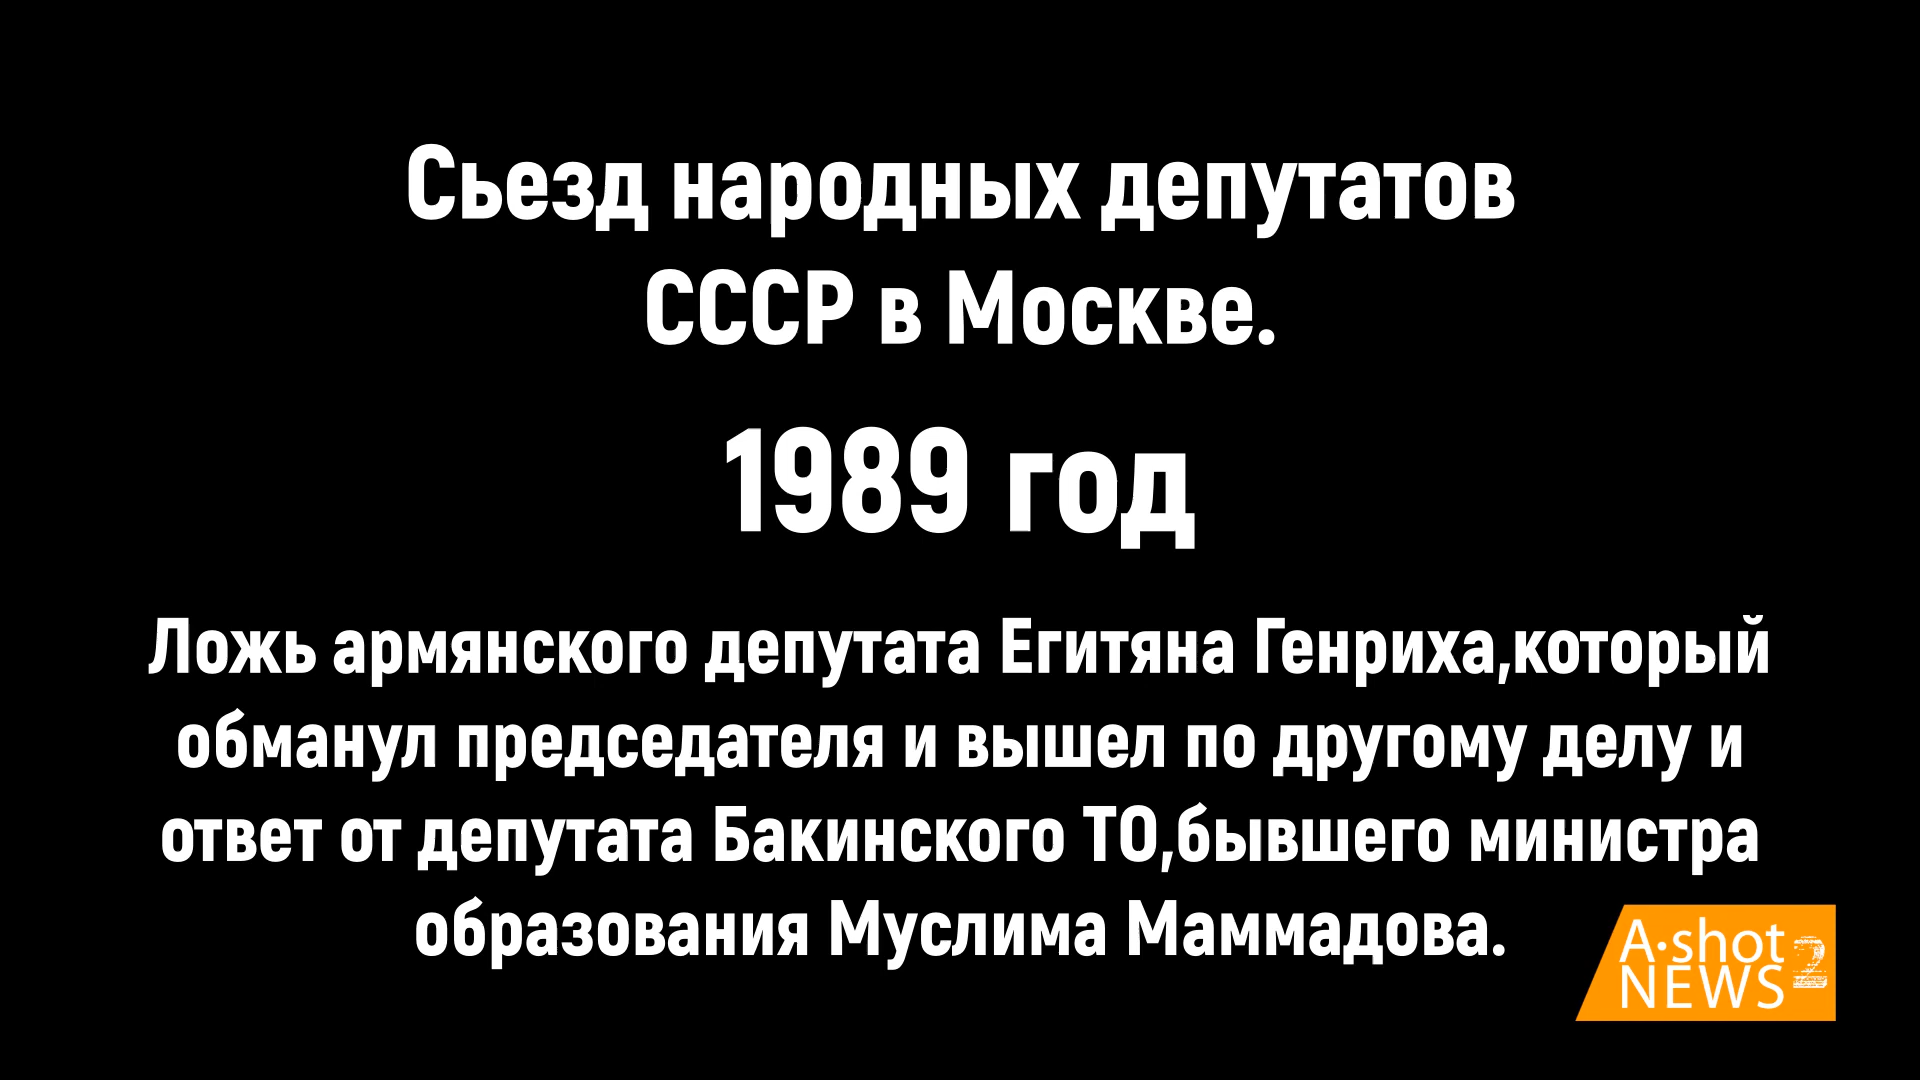 Сьезд народных депутатов
СССР в Москве.
1989 год
Ложь армянского депутата Егитяна Генриха,который
обманул председателя и вышел по другому делу и
ответ от депутата Бакинского ТО,бывшего министра
образования Муслима Маммадова.
A·shot
NEWS 2